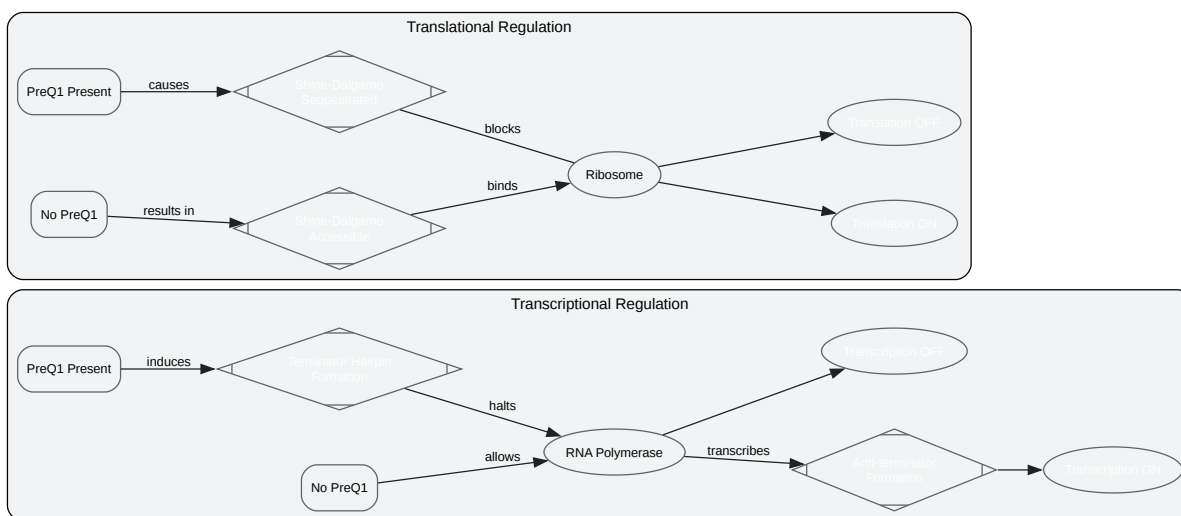 Translational Regulation
PreQ1 Present
causes
Shine-Dalgarno
Sequestrated
blocks
Ribosome
Translation OFF
No PreQ1
results in
Shine-Dalgarno
Accessible
binds
Translation ON
Transcriptional Regulation
PreQ1 Present
induces
Terminator Hairpin
Formation
halts
RNA Polymerase
Transcription OFF
No PreQ1
allows
transcribes
Anti-terminator
Formation
Transcription ON